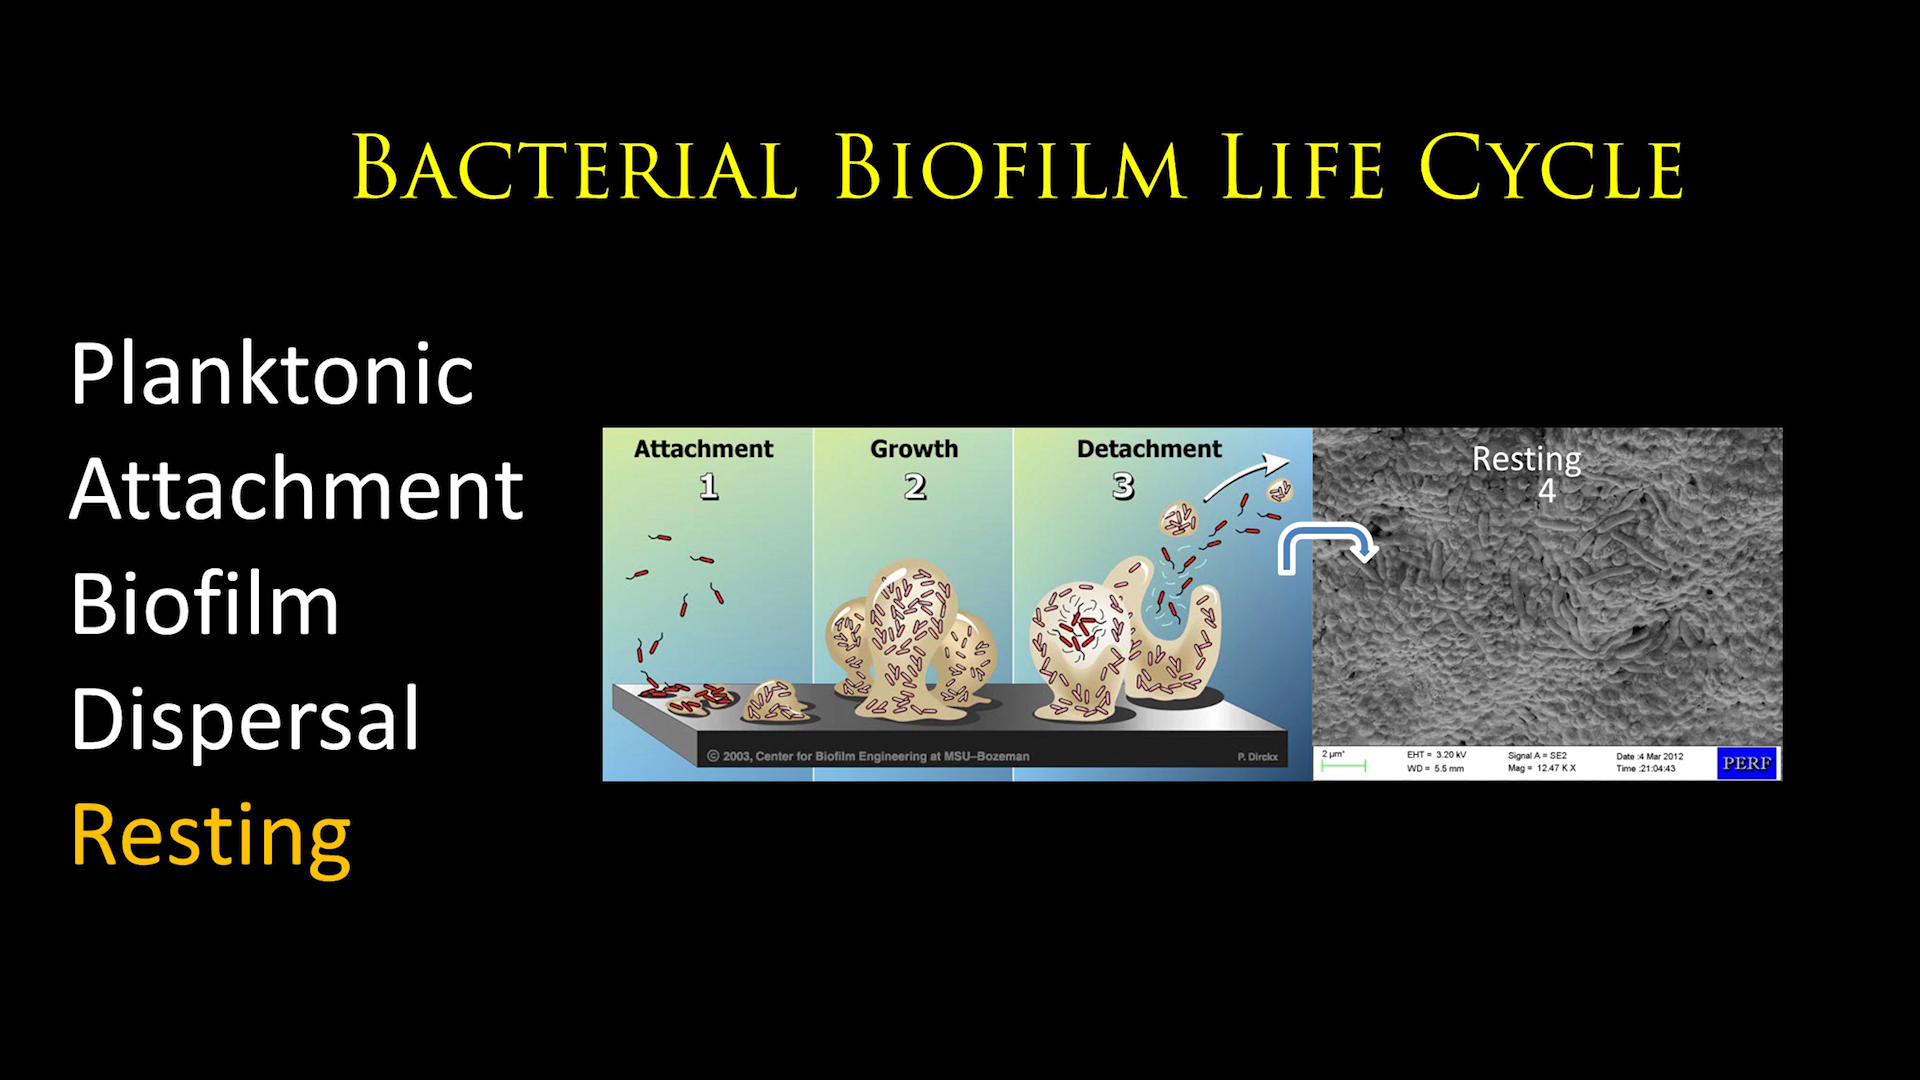 BACTERIAL BIOFILM LIFE CYCLE
Planktonic
Attachment
Biofilm
Dispersal
Resting
Attachment
1
Growth
2
Detachment
3
Resting
4
© 2003, Center for Biofilm Engineering at MSU–Bozeman
P. Dirckx
2 µm*
EHT = 3.20 kV
WD = 5.5 mm
Signal A = SE2
Mag = 12.47 K X
Date :4 Mar 2012
Time :21:04:43
PERF